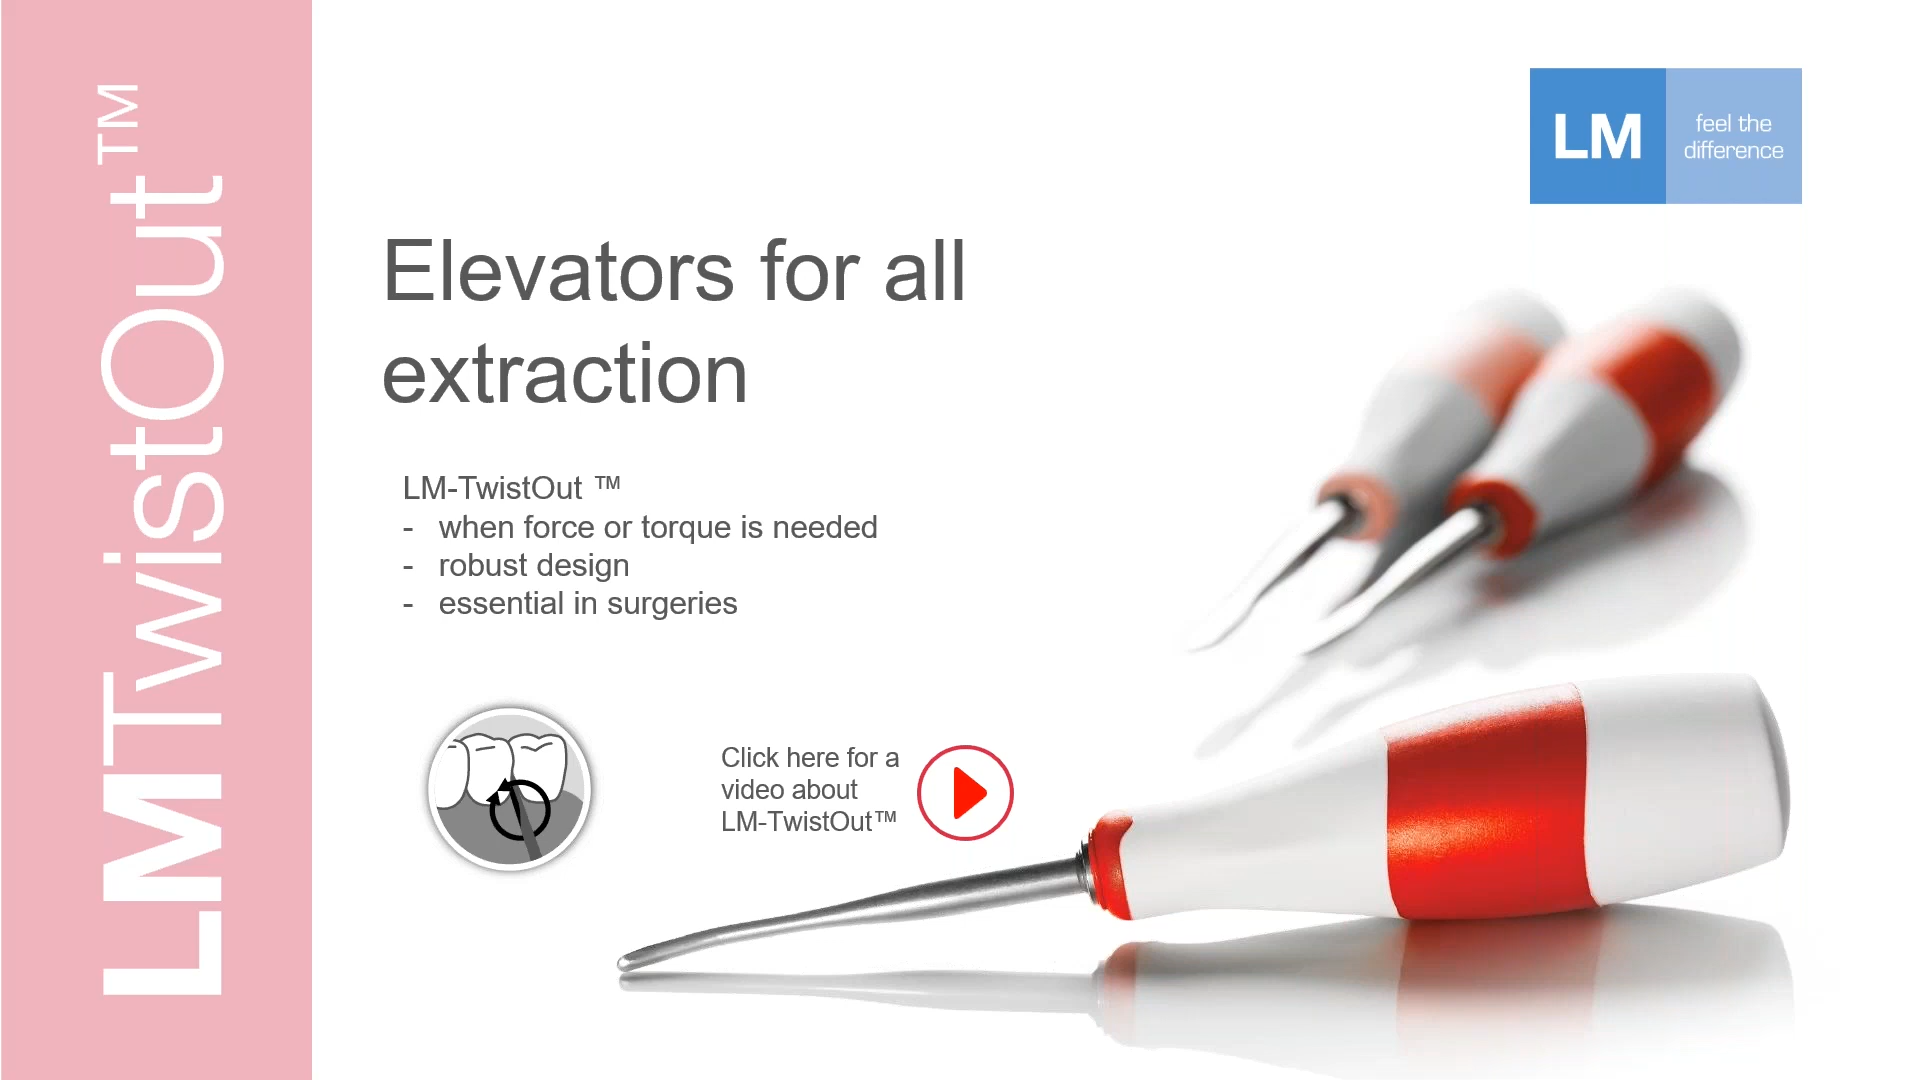 LMTwistOut™
LM
feel the
difference
Elevators for all
extraction
LM-TwistOut ™
- when force or torque is needed
- robust design
- essential in surgeries
Click here for a
video about
LM-TwistOut™